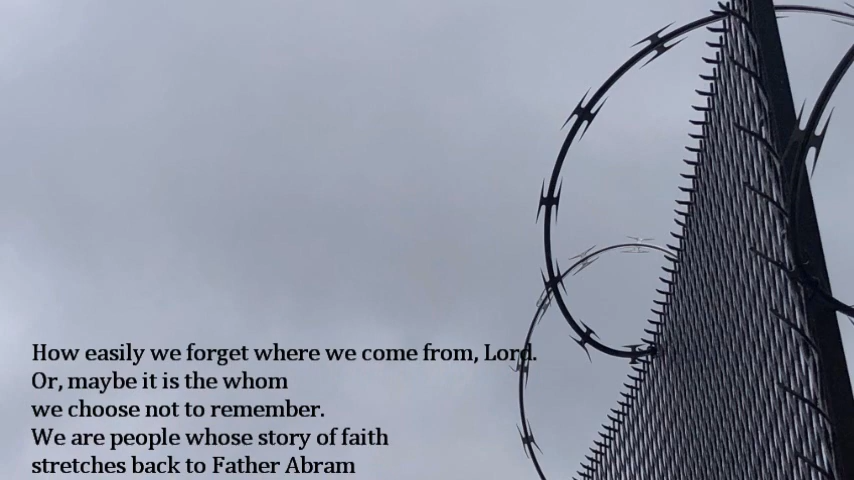 How easily we forget where we come from, Lord.
Or, maybe it is the whom
we choose not to remember.
We are people whose story of faith
stretches back to Father Abram